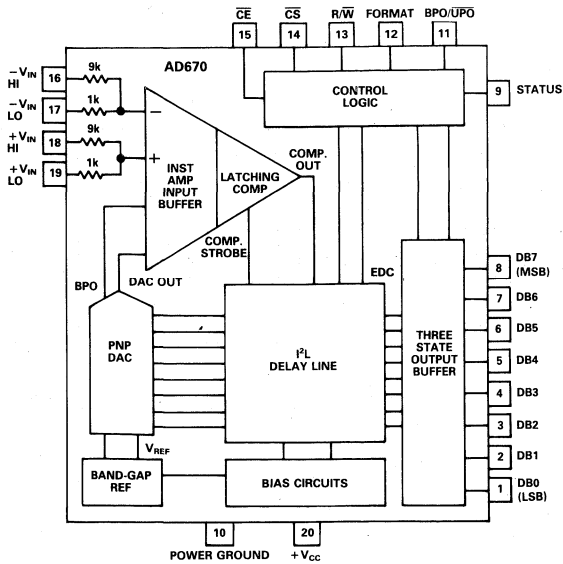 CE CS R/W FORMAT BPO/UPO
15 14 13 12 11
AD670
−VIN HI 16 9k
−VIN LO 17 1k
+VIN HI 18 9k
+VIN LO 19 1k
−
+
INST AMP INPUT BUFFER
LATCHING COMP
COMP. OUT
COMP. STROBE
CONTROL LOGIC
9 STATUS
BPO
DAC OUT
EDC
PNP DAC
I²L DELAY LINE
THREE STATE OUTPUT BUFFER
8 DB7 (MSB)
7 DB6
6 DB5
5 DB4
4 DB3
3 DB2
2 DB1
1 DB0 (LSB)
VREF
BAND-GAP REF
BIAS CIRCUITS
10 20
POWER GROUND +VCC